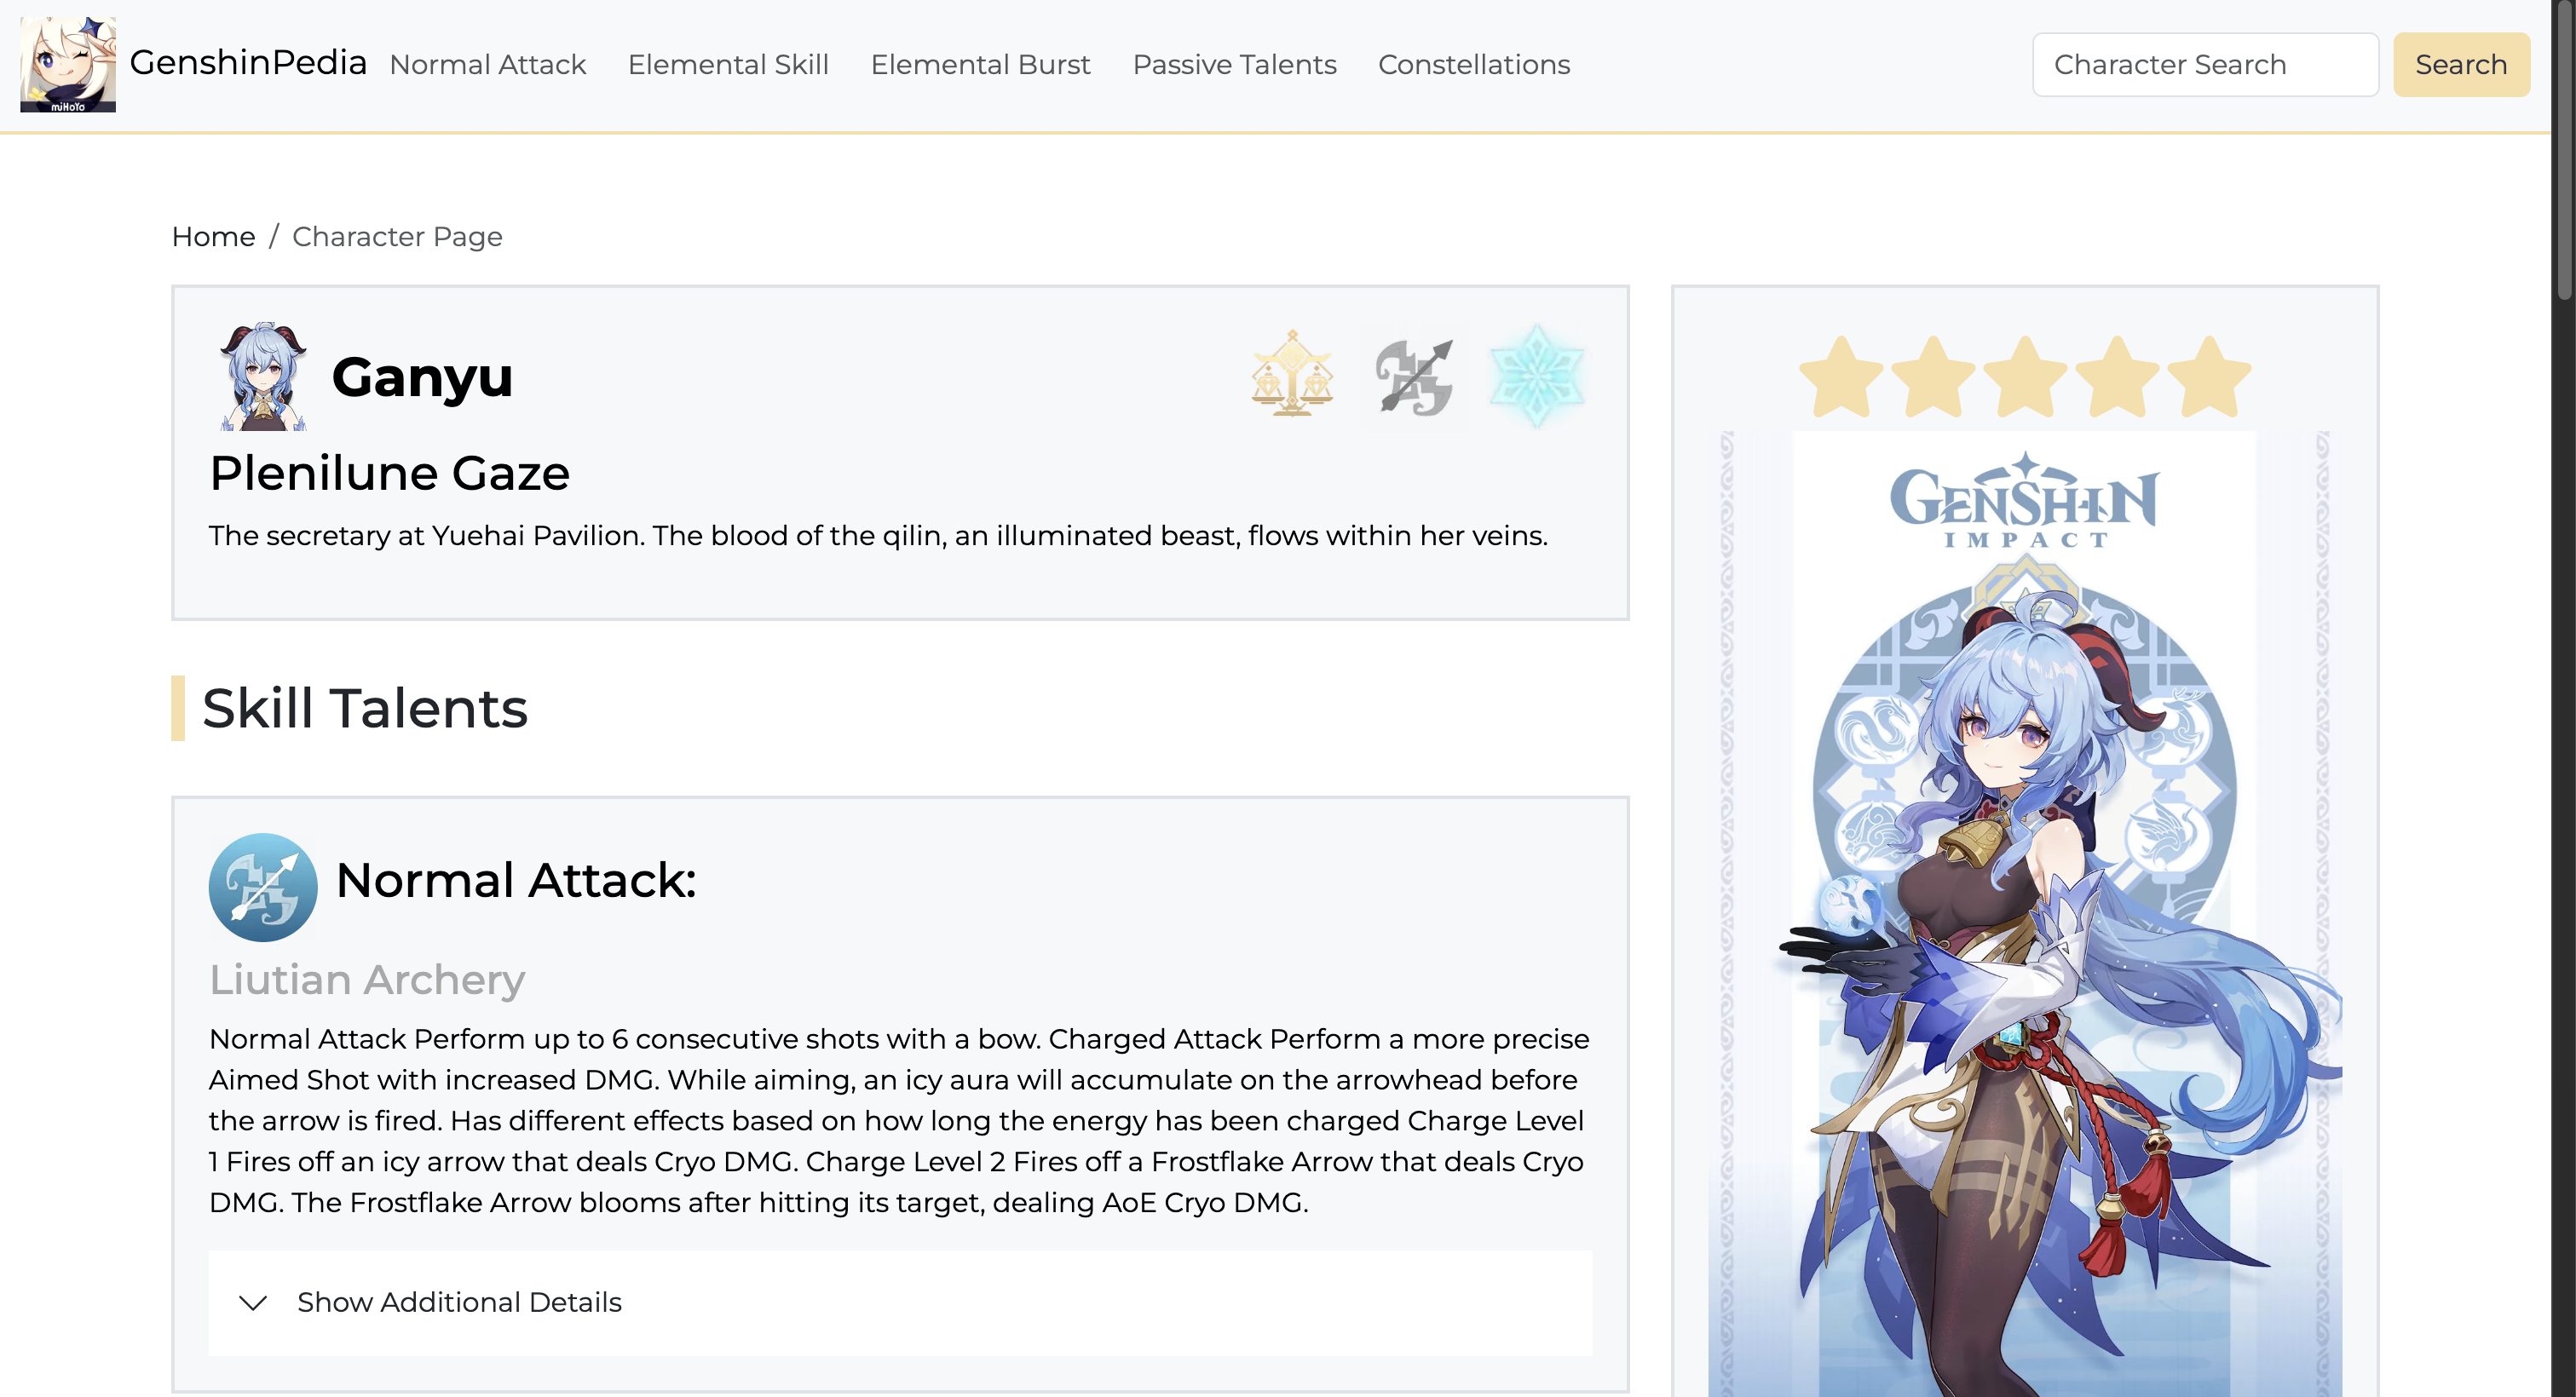 miHoYo
GenshinPedia
Normal Attack
Elemental Skill
Elemental Burst
Passive Talents
Constellations
Character Search
Search
Home / Character Page
Ganyu
Plenilune Gaze
The secretary at Yuehai Pavilion. The blood of the qilin, an illuminated beast, flows within her veins.
Skill Talents
Normal Attack:
Liutian Archery
Normal Attack Perform up to 6 consecutive shots with a bow. Charged Attack Perform a more precise
Aimed Shot with increased DMG. While aiming, an icy aura will accumulate on the arrowhead before
the arrow is fired. Has different effects based on how long the energy has been charged Charge Level
1 Fires off an icy arrow that deals Cryo DMG. Charge Level 2 Fires off a Frostflake Arrow that deals Cryo
DMG. The Frostflake Arrow blooms after hitting its target, dealing AoE Cryo DMG.
Show Additional Details
GENSHIN
IMPACT